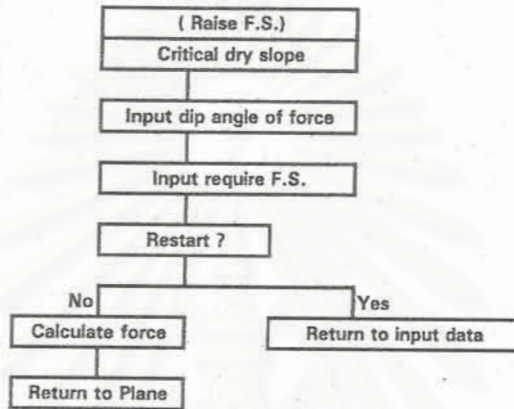 ( Raise F.S.)
Critical dry slope
Input dip angle of force
Input require F.S.
Restart ?
No
Yes
Calculate force
Return to input data
Return to Plane